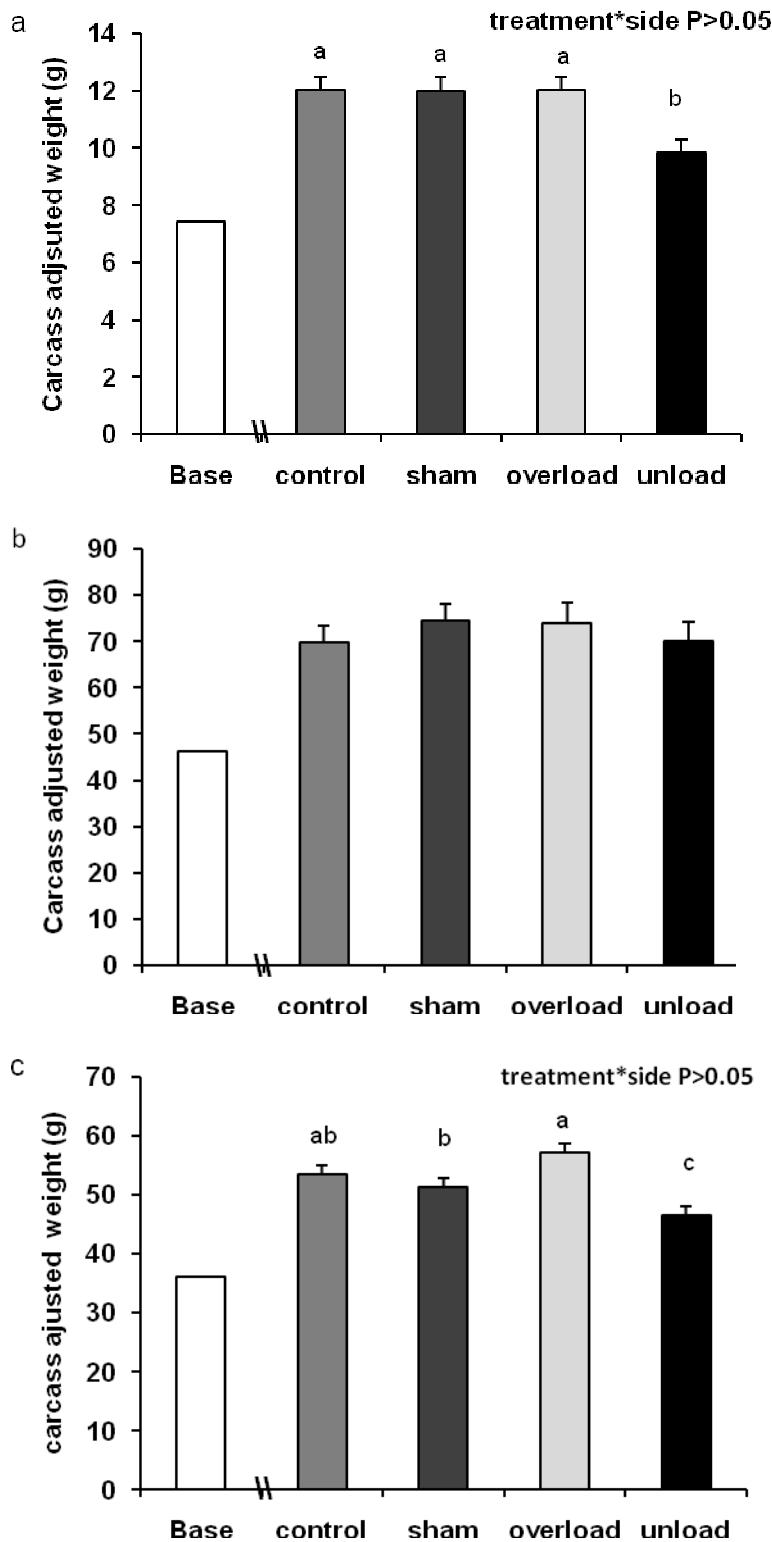 a
treatment*side P>0.05
Carcass adjsuted weight (g)
14
12
10
8
6
4
2
0
a
a
a
b
Base control sham overload unload
b
Carcass adjusted weight (g)
90
80
70
60
50
40
30
20
10
0
Base control sham overload unload
c
treatment*side P>0.05
carcass ajusted weight (g)
70
60
50
40
30
20
10
0
ab
b
a
c
Base control sham overload unload